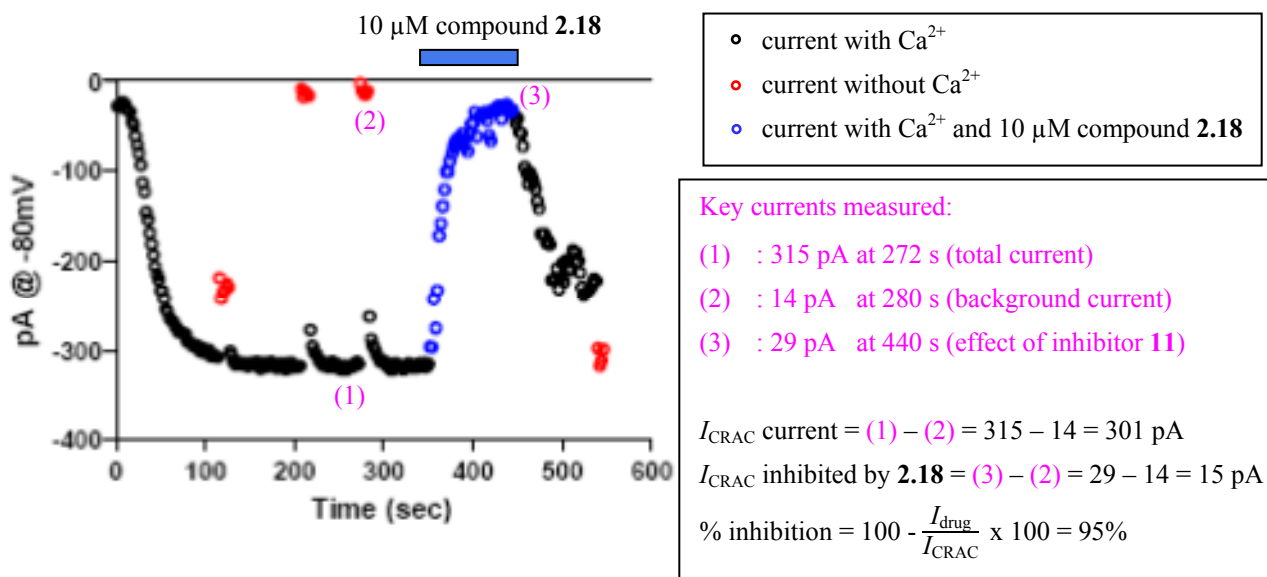 10 µM compound 2.18
0
-100
-200
-300
-400
pA @ -80mV
0 100 200 300 400 500 600
Time (sec)
(1)
(2)
(3)
current with Ca²⁺
current without Ca²⁺
current with Ca²⁺ and 10 µM compound 2.18
Key currents measured:
(1) : 315 pA at 272 s (total current)
(2) : 14 pA at 280 s (background current)
(3) : 29 pA at 440 s (effect of inhibitor 11)
I_CRAC current = (1) – (2) = 315 – 14 = 301 pA
I_CRAC inhibited by 2.18 = (3) – (2) = 29 – 14 = 15 pA
% inhibition = 100 - I_drug / I_CRAC x 100 = 95%